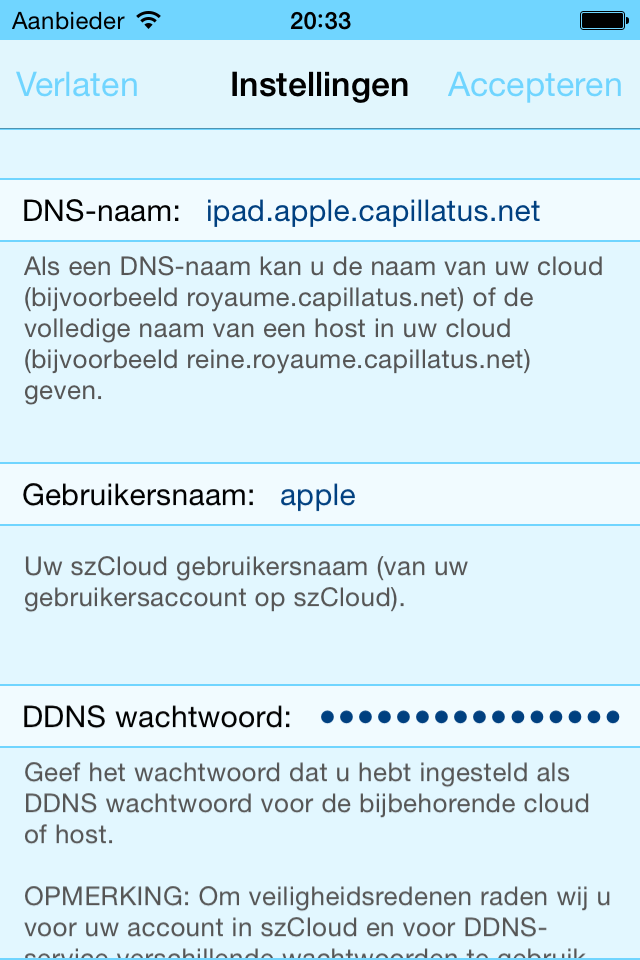 Aanbieder 20:33
Verlaten Instellingen Accepteren
DNS-naam: ipad.apple.capillatus.net
Als een DNS-naam kan u de naam van uw cloud
(bijvoorbeeld royaume.capillatus.net) of de
volledige naam van een host in uw cloud
(bijvoorbeeld reine.royaume.capillatus.net)
geven.
Gebruikersnaam: apple
Uw szCloud gebruikersnaam (van uw
gebruikersaccount op szCloud).
DDNS wachtwoord: ••••••••••••••••
Geef het wachtwoord dat u hebt ingesteld als
DDNS wachtwoord voor de bijbehorende cloud
of host.
OPMERKING: Om veiligheidsredenen raden wij u
voor uw account in szCloud en voor DDNS-
service verschillende wachtwoorden te gebruik